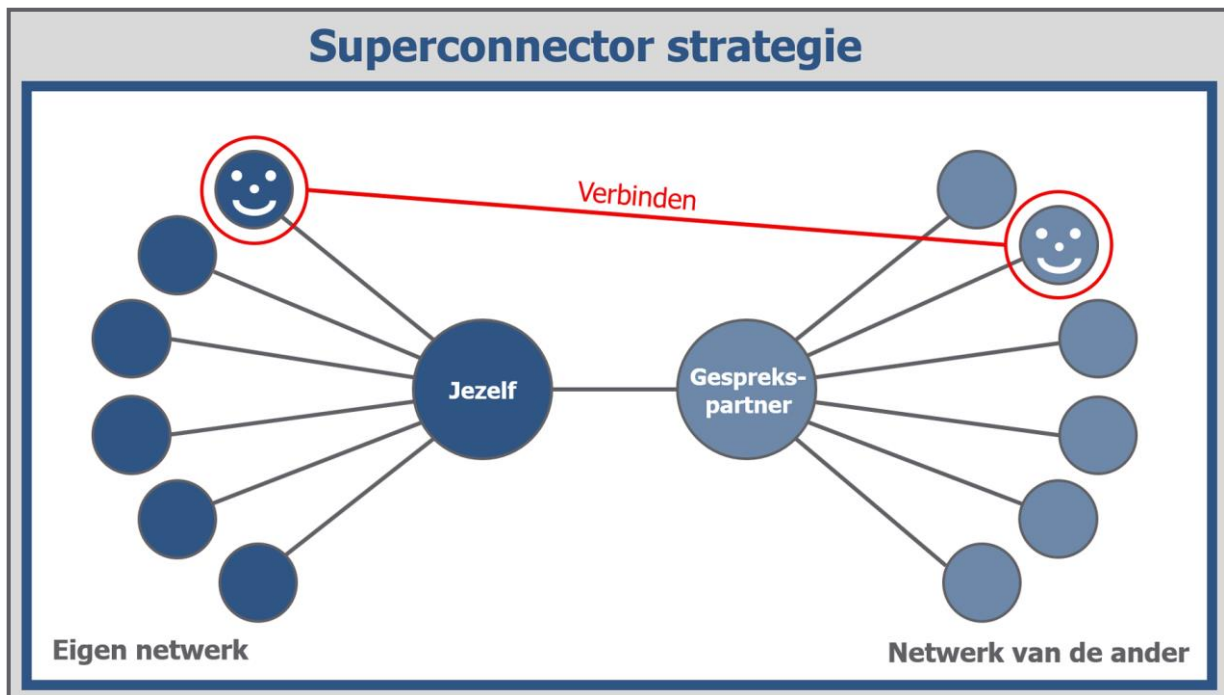 Superconnector strategie
Verbinden
Jezelf
Gespreks-
partner
Eigen netwerk
Netwerk van de ander